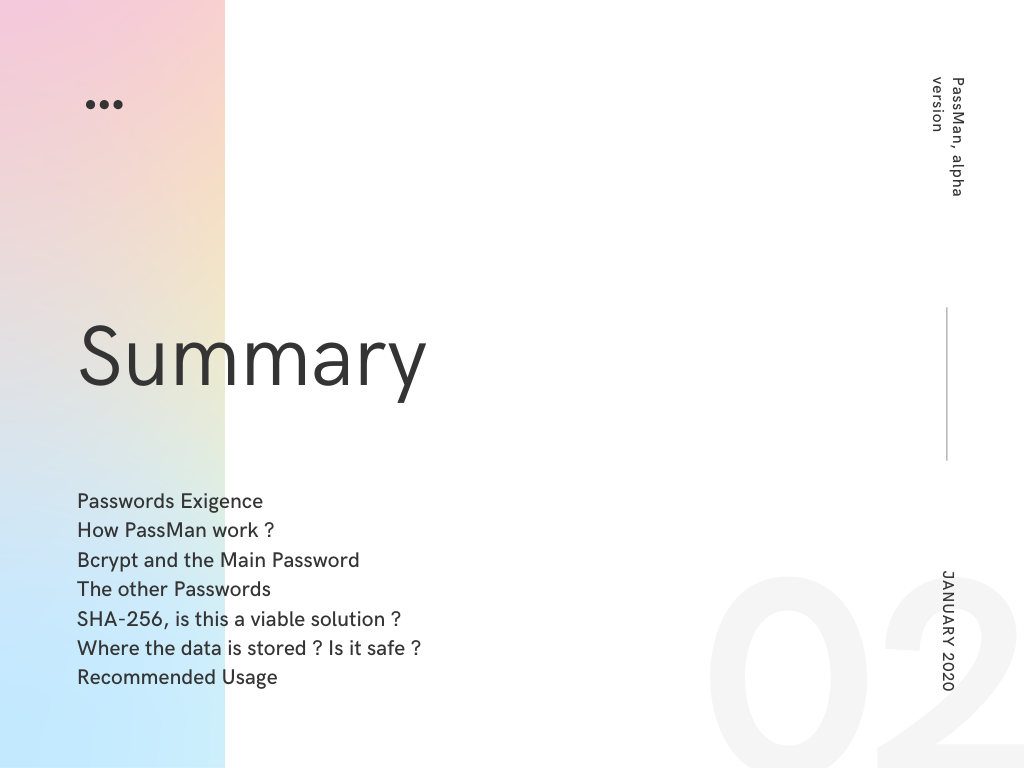 PassMan, alpha
version
Summary
Passwords Exigence
How PassMan work ?
Bcrypt and the Main Password
The other Passwords
SHA-256, is this a viable solution ?
Where the data is stored ? Is it safe ?
Recommended Usage
JANUARY 2020
02